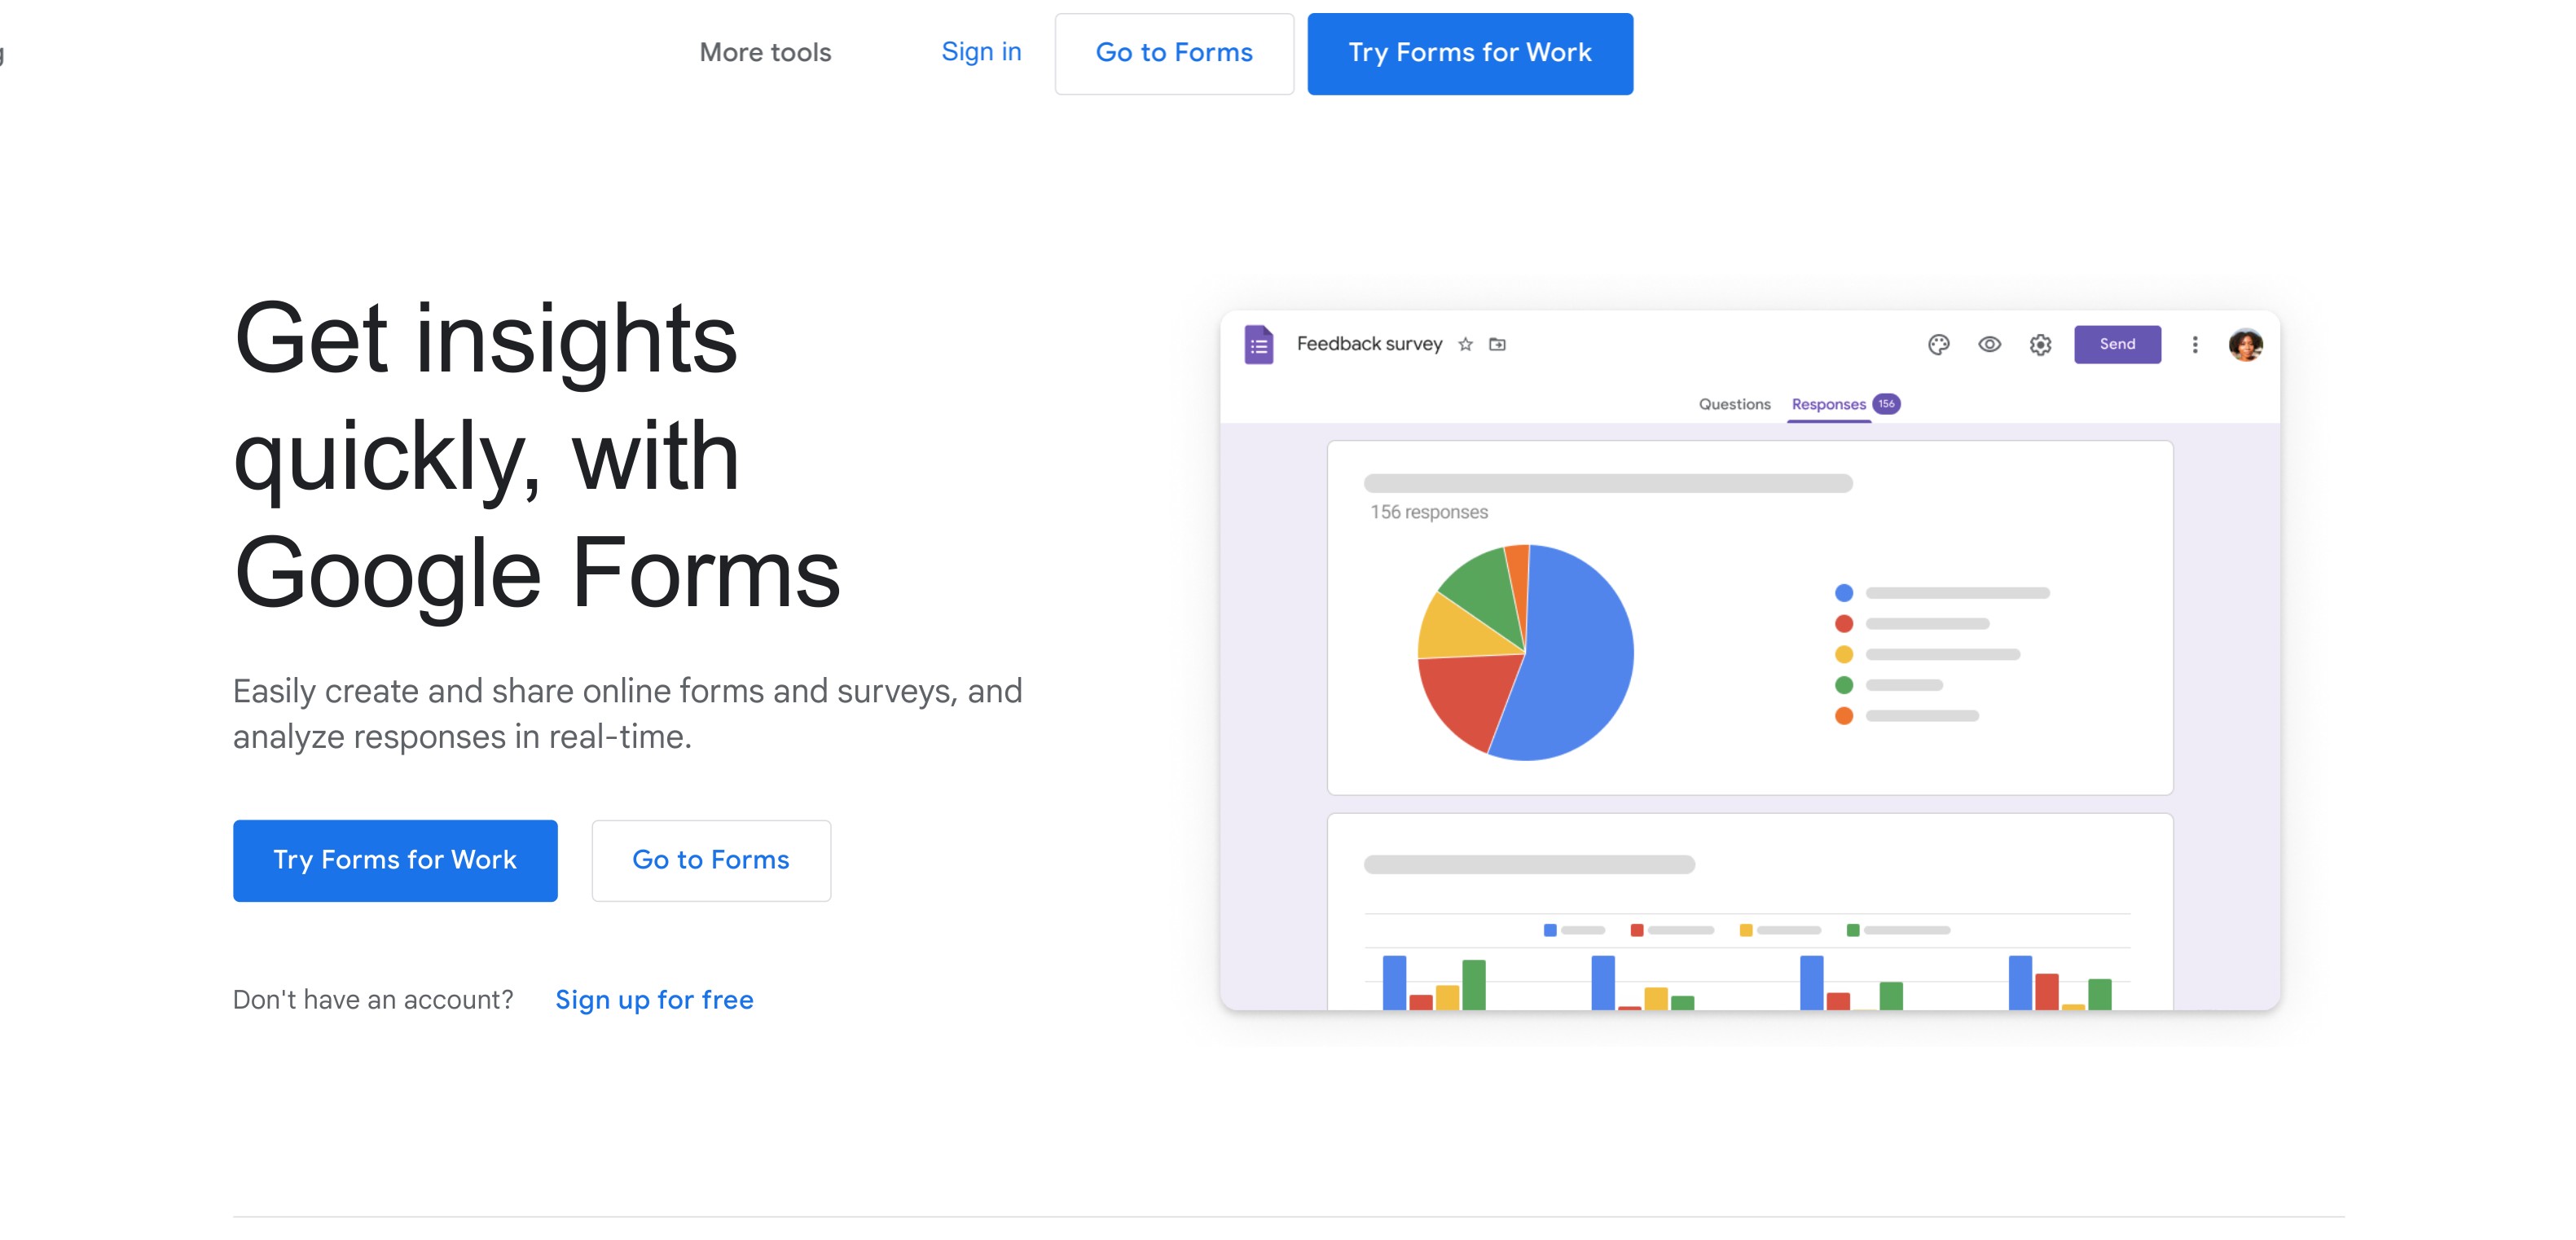 More tools
Sign in
Go to Forms
Try Forms for Work
Get insights
quickly, with
Google Forms
Easily create and share online forms and surveys, and
analyze responses in real-time.
Try Forms for Work
Go to Forms
Don't have an account?
Sign up for free
Feedback survey
Send
Questions
Responses 156
156 responses